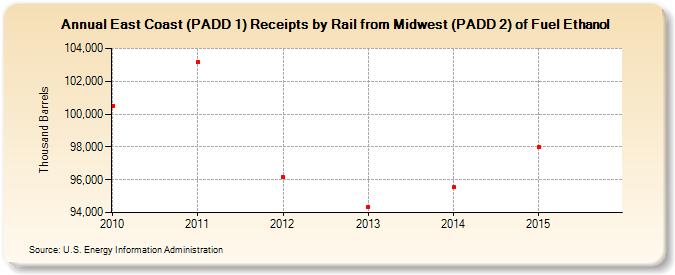 Annual East Coast (PADD 1) Receipts by Rail from Midwest (PADD 2) of Fuel Ethanol
Thousand Barrels
104,000
102,000
100,000
98,000
96,000
94,000
2010 2011 2012 2013 2014 2015
Source: U.S. Energy Information Administration